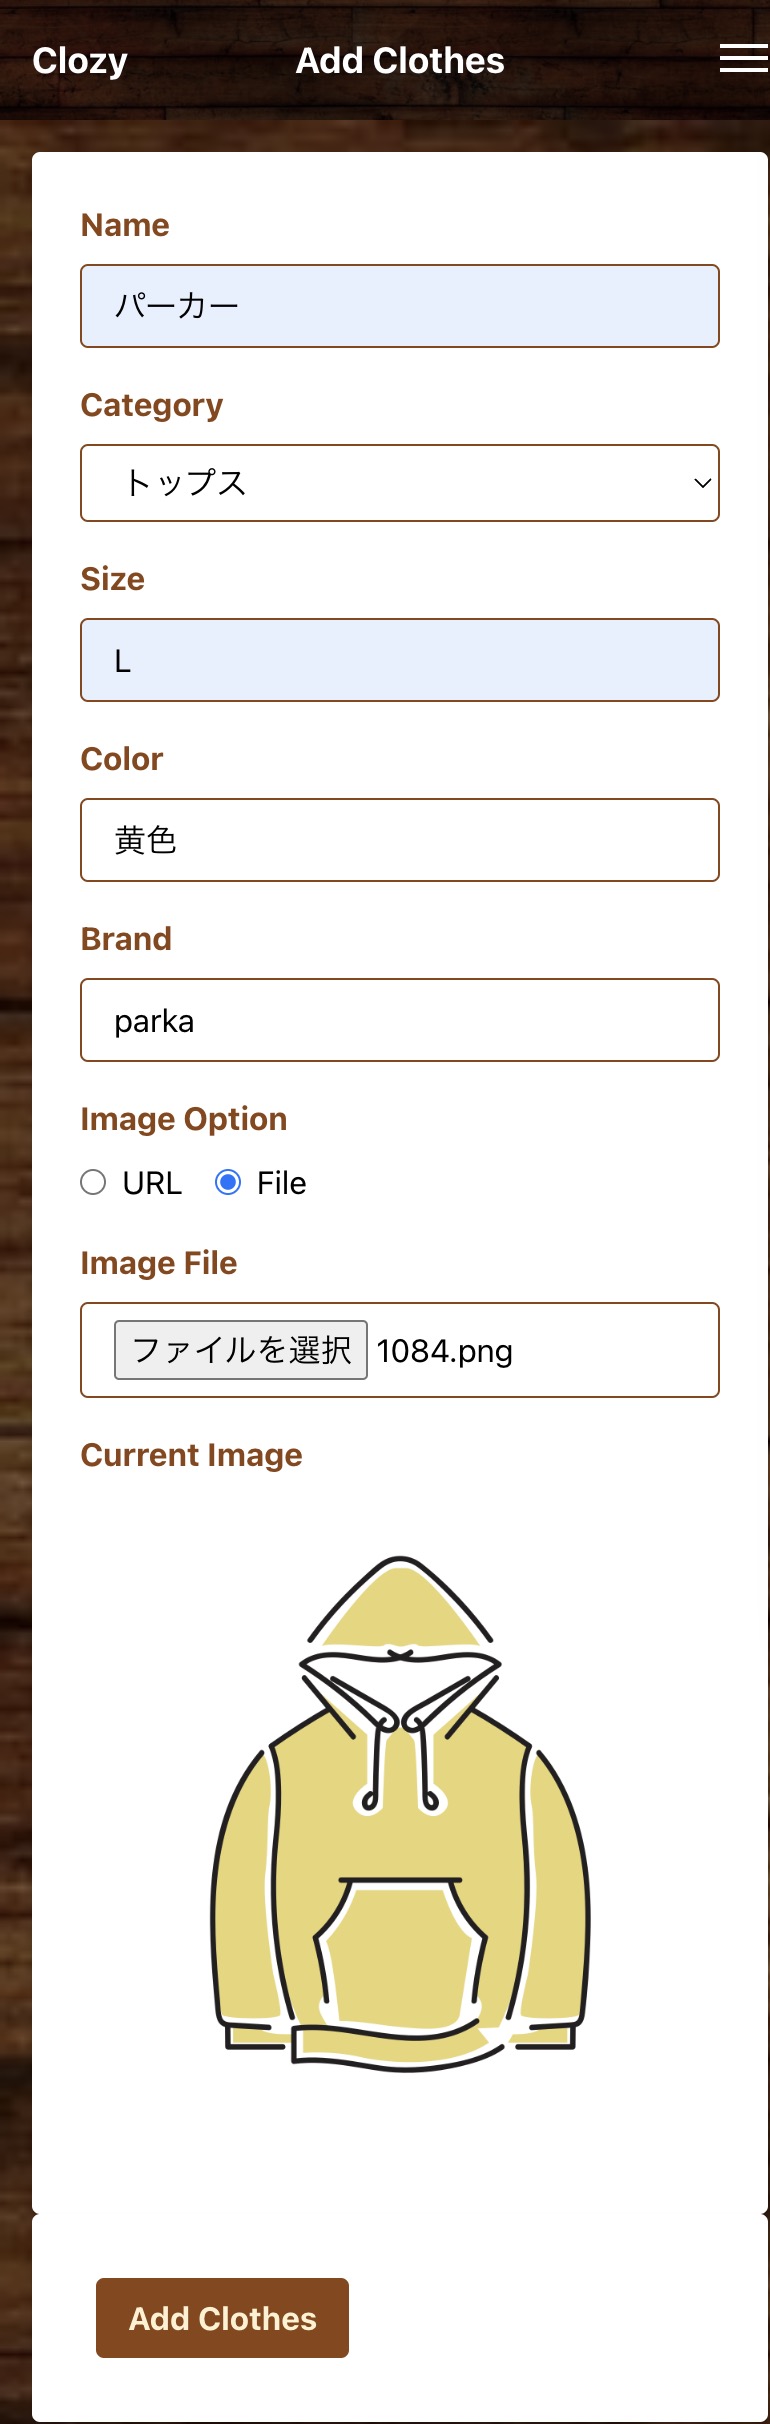 Clozy
Add Clothes
Name
パーカー
Category
トップス
Size
L
Color
黄色
Brand
parka
Image Option
URL File
Image File
ファイルを選択 1084.png
Current Image
Add Clothes